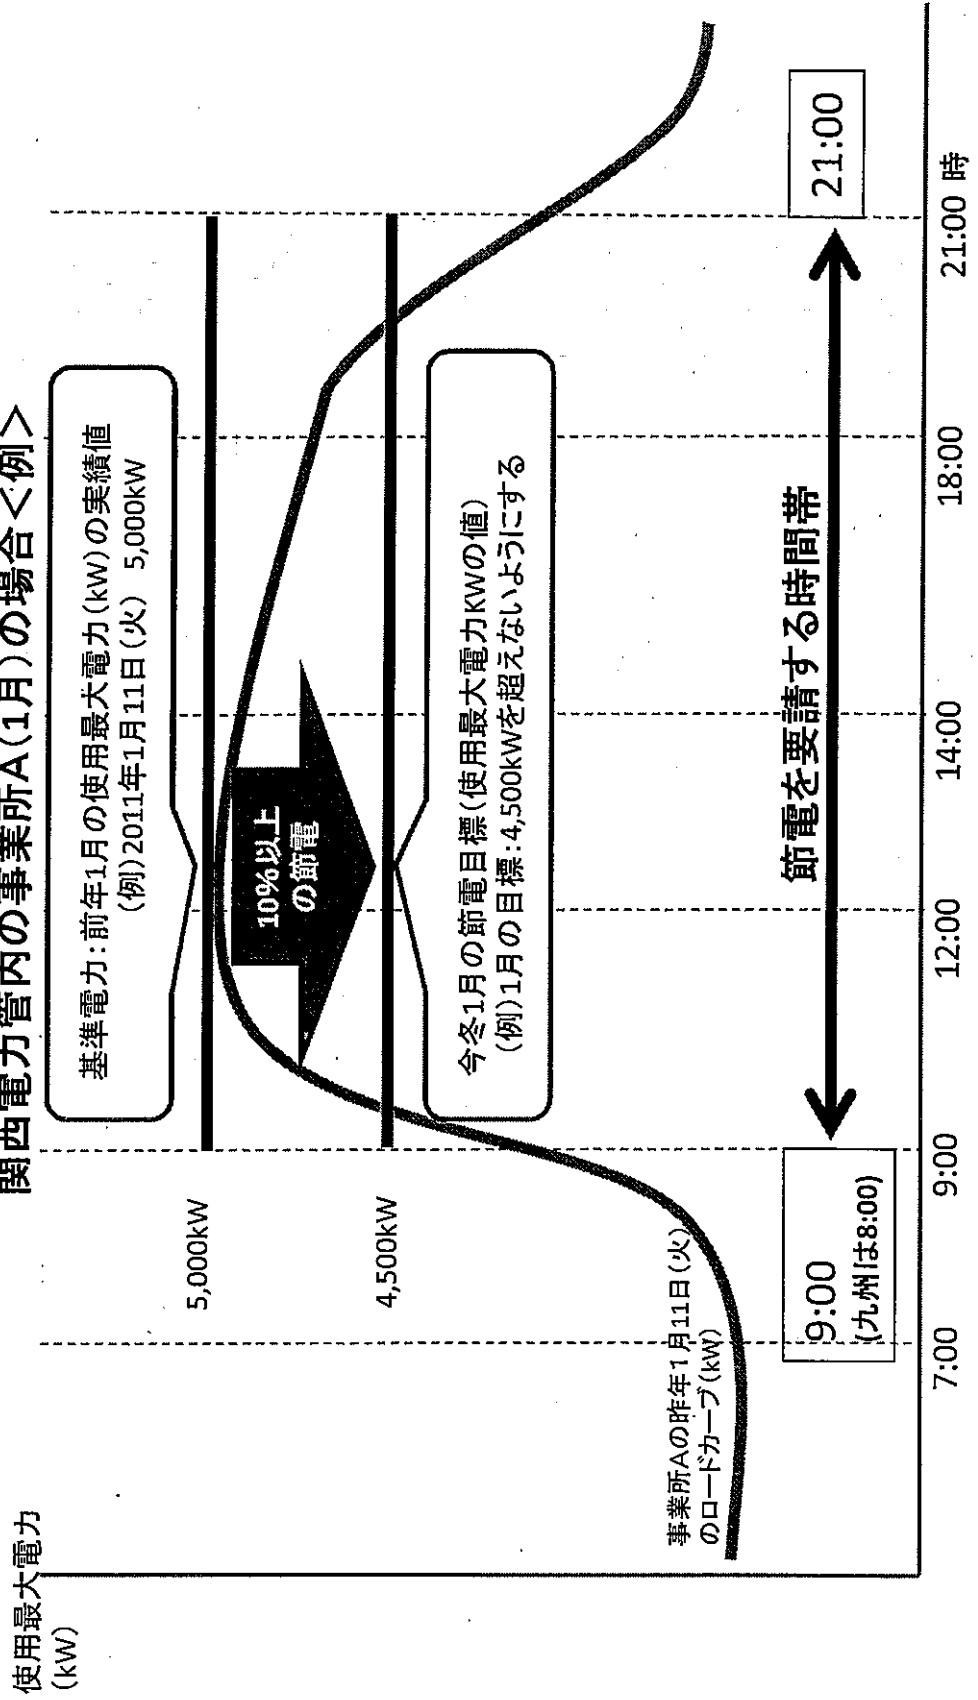 関西電力管内の事業所A(1月)の場合<例>
使用最大電力
(kW)
基準電力:前年1月の使用最大電力(kW)の実績値
(例)2011年1月11日(火) 5,000kW
5,000kW
10%以上
の節電
4,500kW
今冬1月の節電目標(使用最大電力KWの値)
(例)1月の目標:4,500kWを超えないようにする
事業所Aの昨年1月11日(火)
のロードカーブ(kW)
節電を要請する時間帯
9:00
(九州は8:00)
21:00
7:00
9:00
12:00
14:00
18:00
21:00 時